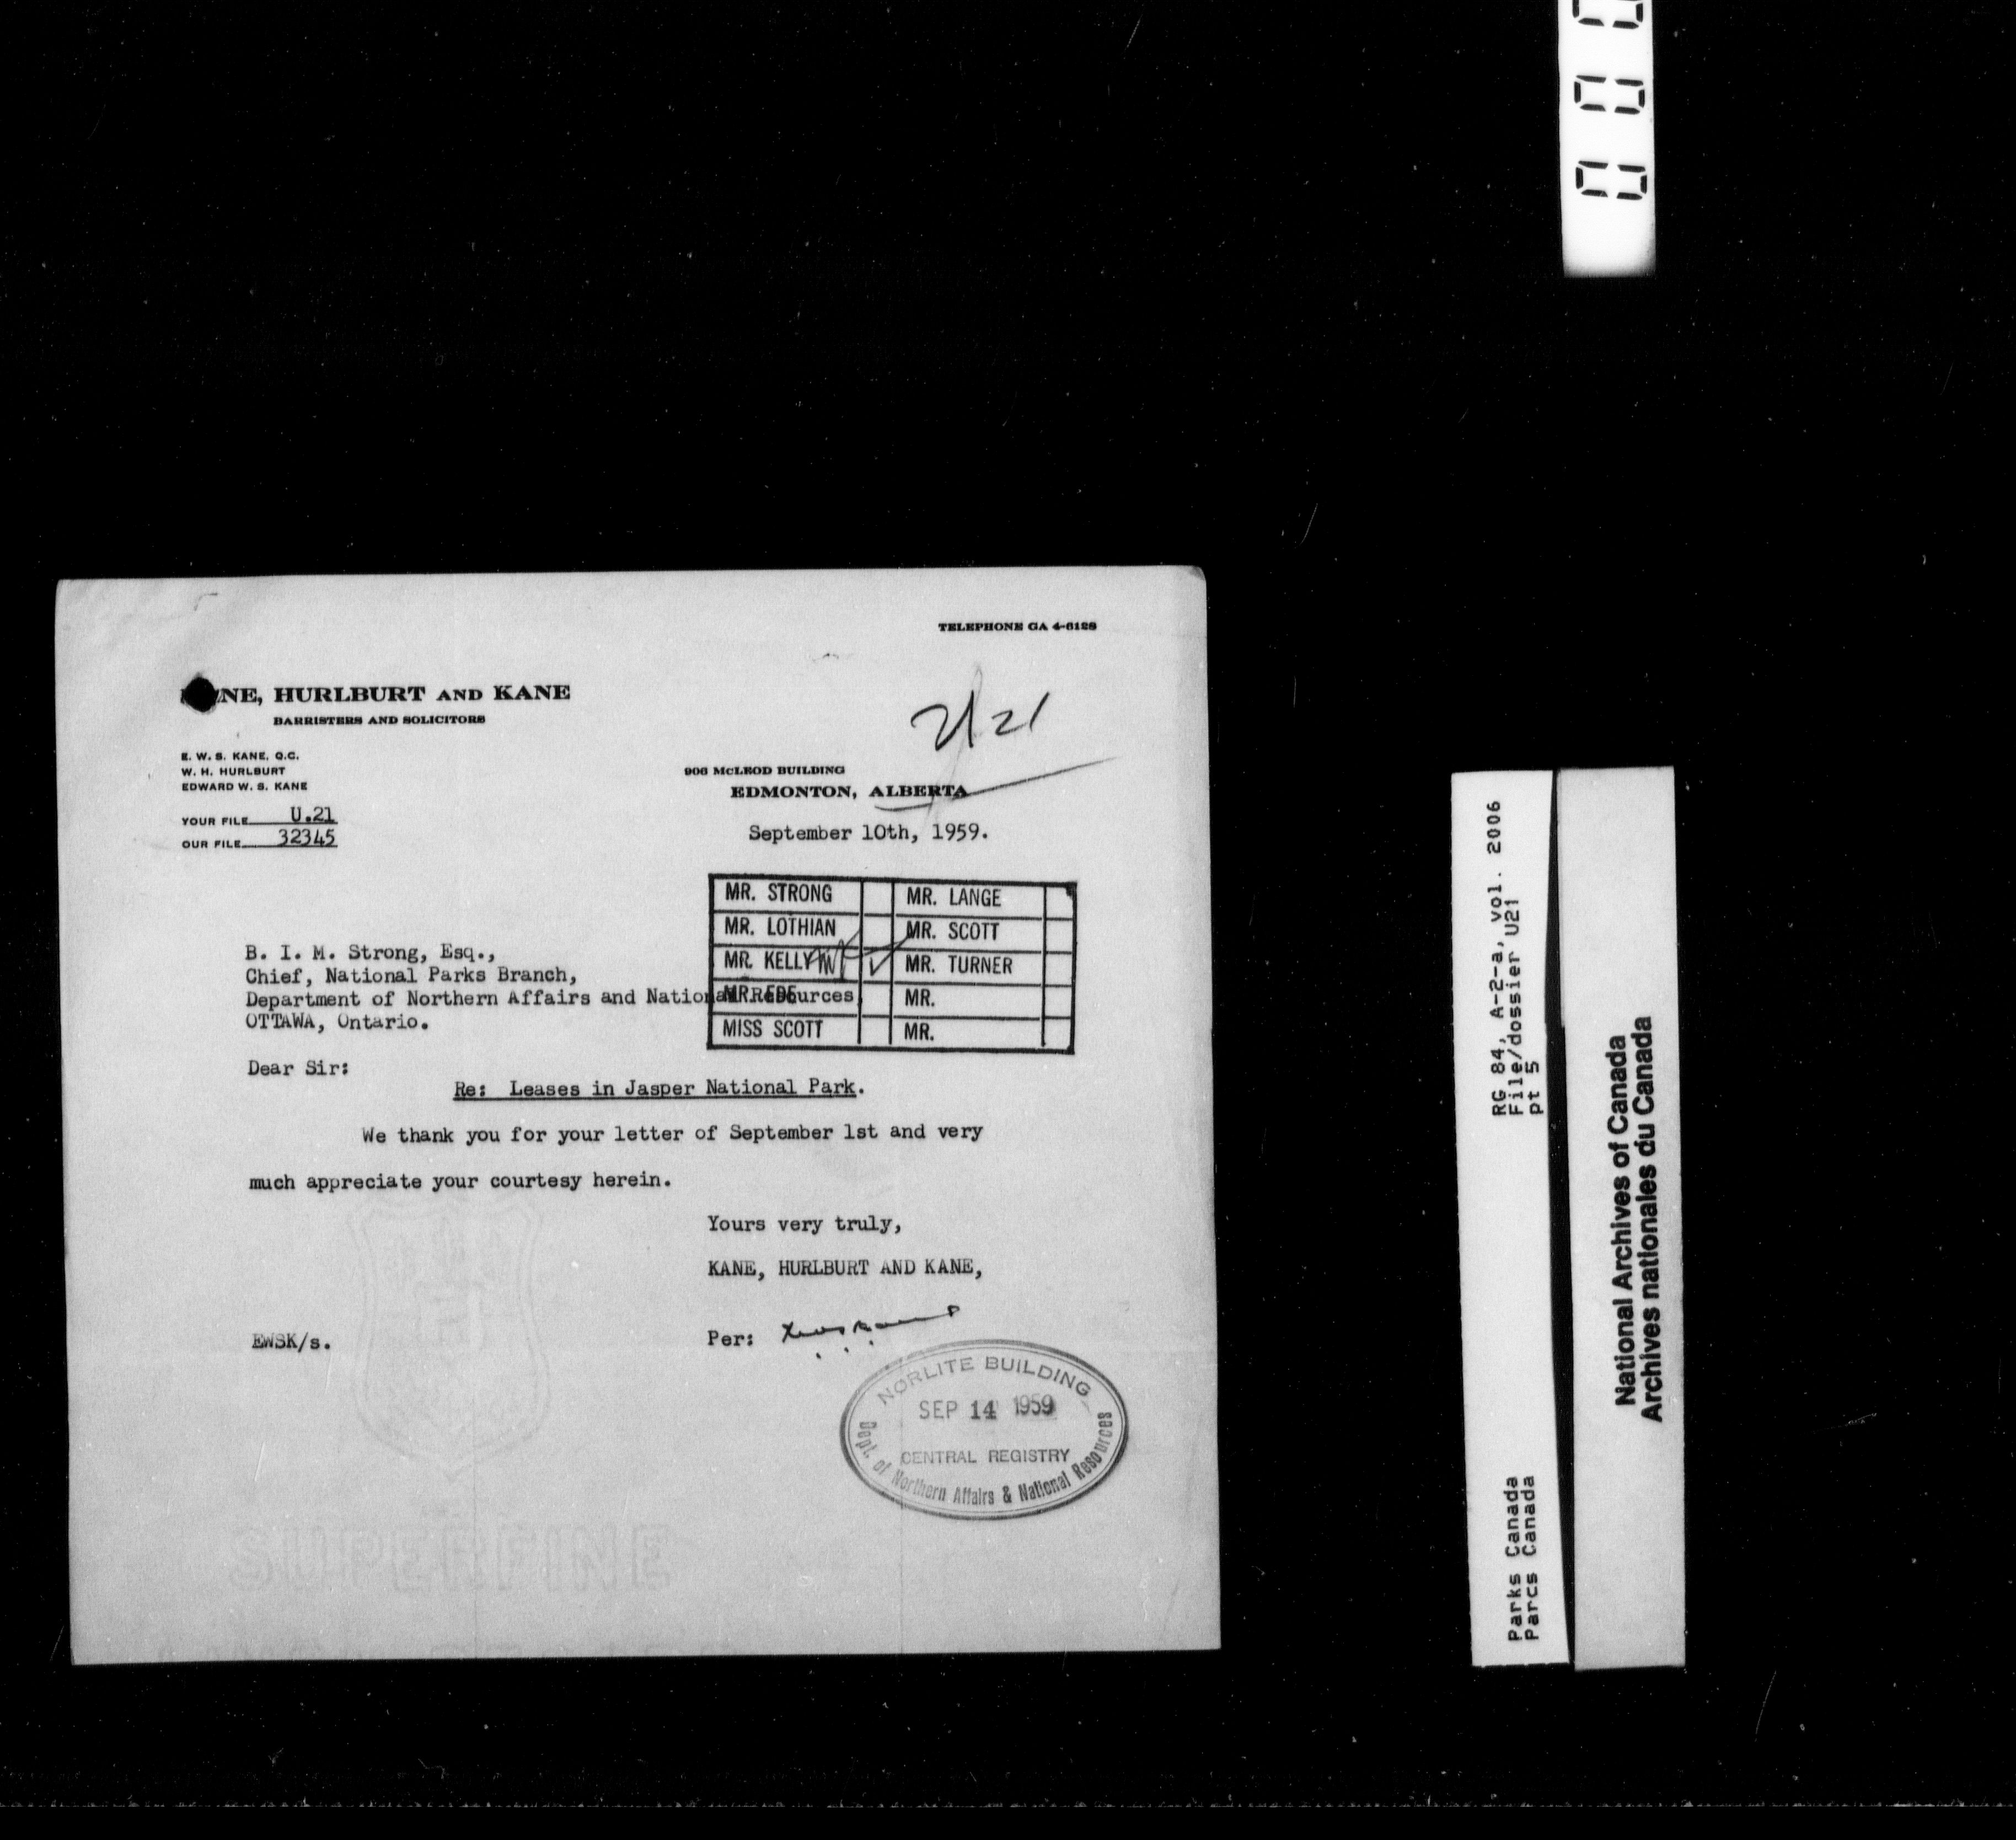 TELEPHONE GA 4-6128
KANE, HURLBURT AND KANE
BARRISTERS AND SOLICITORS
E. W. S. KANE, Q.C.
W. H. HURLBURT
EDWARD W. S. KANE
YOUR FILE U.21
OUR FILE 32345
U 21
906 McLEOD BUILDING
EDMONTON, ALBERTA
September 10th, 1959.
MR. STRONG MR. LANGE
MR. LOTHIAN MR. SCOTT
MR. KELLY MR. TURNER
MR. EDE MR.
MISS SCOTT MR.
B. I. M. Strong, Esq.,
Chief, National Parks Branch,
Department of Northern Affairs and National Resources
OTTAWA, Ontario.
Dear Sir:
Re: Leases in Jasper National Park.
We thank you for your letter of September 1st and very
much appreciate your courtesy herein.
Yours very truly,
KANE, HURLBURT AND KANE,
Per:
EWSK/s.
NORLITE BUILDING
SEP 14 1959
CENTRAL REGISTRY
Dept. of Northern Affairs & National Resources
SUPERFINE
RG 84, A-2-a, vol. 2006
File/dossier U21
pt 5
Parks Canada
Parcs Canada
National Archives of Canada
Archives nationales du Canada